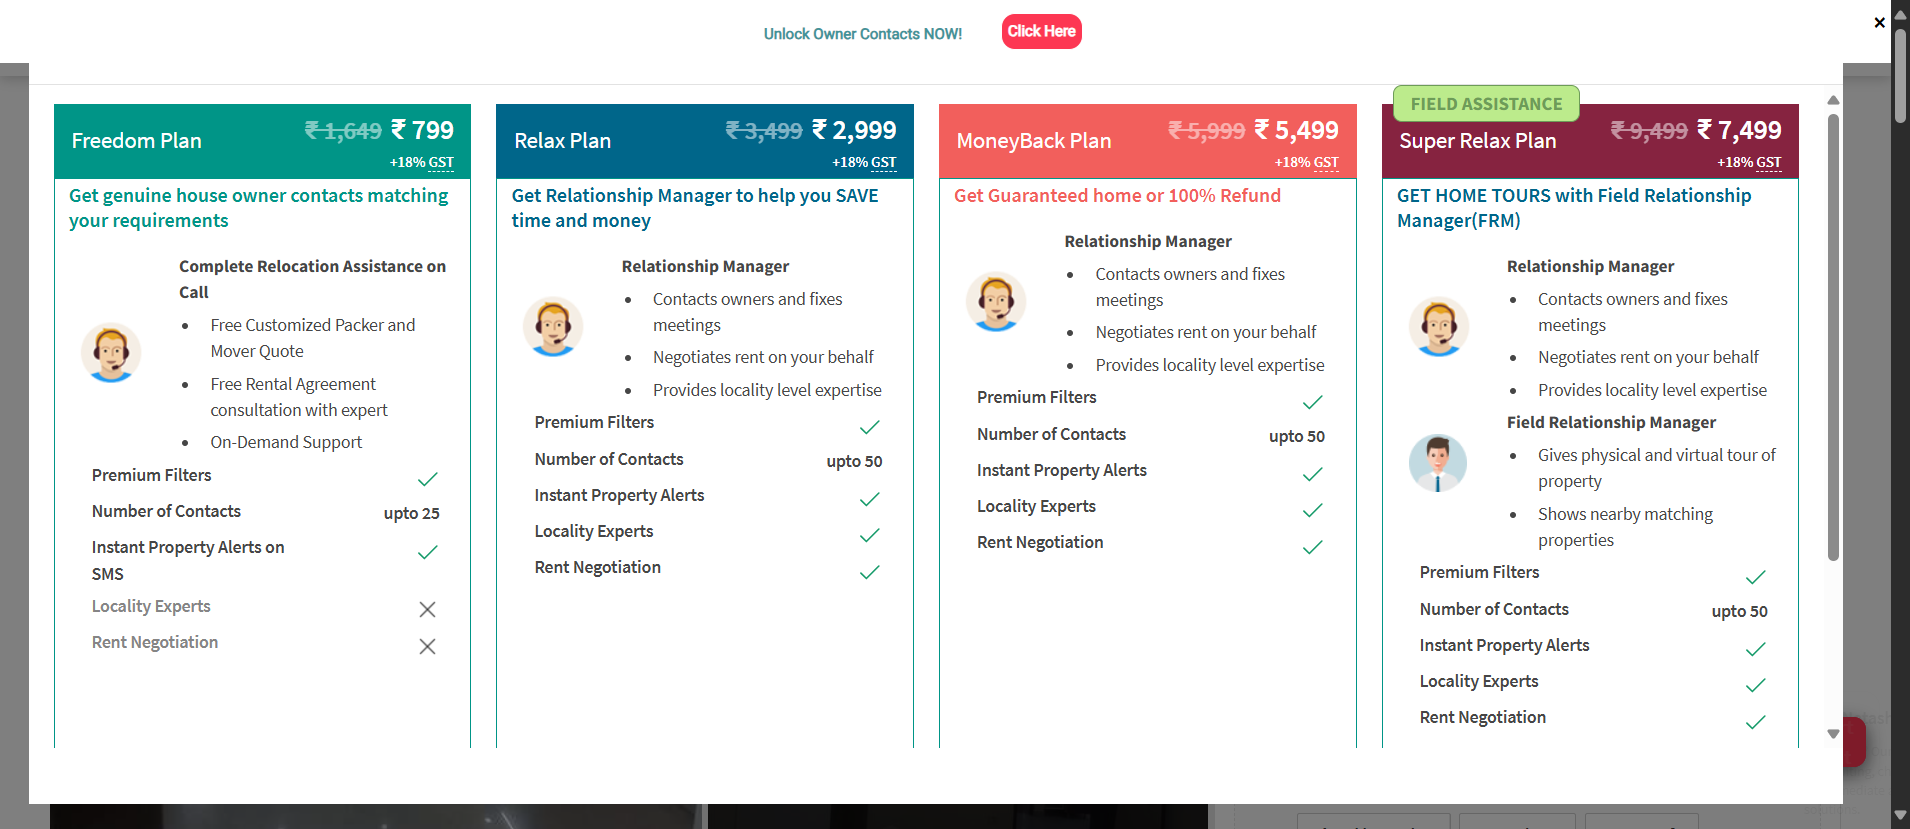 Unlock Owner Contacts NOW!
Click Here
×
Freedom Plan
₹ 1,649 ₹ 799
+18% GST
Get genuine house owner contacts matching
your requirements
Complete Relocation Assistance on
Call
• Free Customized Packer and
Mover Quote
• Free Rental Agreement
consultation with expert
• On-Demand Support
Premium Filters
Number of Contacts upto 25
Instant Property Alerts on
SMS
Locality Experts
Rent Negotiation
Relax Plan
₹ 3,499 ₹ 2,999
+18% GST
Get Relationship Manager to help you SAVE
time and money
Relationship Manager
• Contacts owners and fixes
meetings
• Negotiates rent on your behalf
• Provides locality level expertise
Premium Filters
Number of Contacts upto 50
Instant Property Alerts
Locality Experts
Rent Negotiation
MoneyBack Plan
₹ 5,999 ₹ 5,499
+18% GST
Get Guaranteed home or 100% Refund
Relationship Manager
• Contacts owners and fixes
meetings
• Negotiates rent on your behalf
• Provides locality level expertise
Premium Filters
Number of Contacts upto 50
Instant Property Alerts
Locality Experts
Rent Negotiation
FIELD ASSISTANCE
Super Relax Plan
₹ 9,499 ₹ 7,499
+18% GST
GET HOME TOURS with Field Relationship
Manager(FRM)
Relationship Manager
• Contacts owners and fixes
meetings
• Negotiates rent on your behalf
• Provides locality level expertise
Field Relationship Manager
• Gives physical and virtual tour of
property
• Shows nearby matching
properties
Premium Filters
Number of Contacts upto 50
Instant Property Alerts
Locality Experts
Rent Negotiation